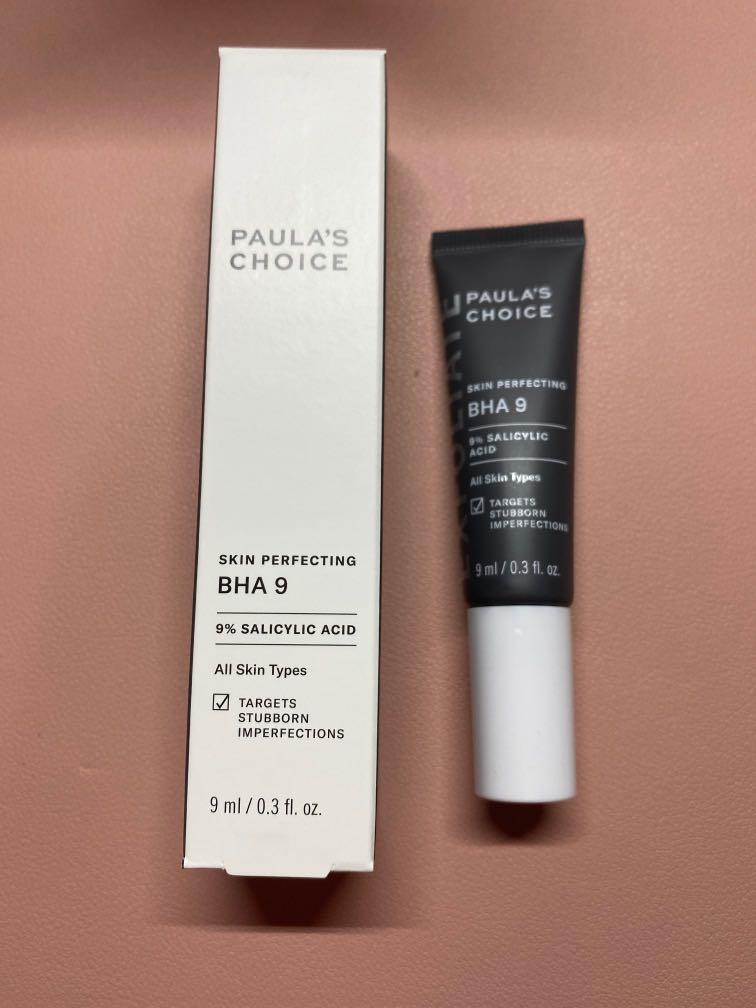 PAULA'S
CHOICE
SKIN PERFECTING
BHA 9
9% SALICYLIC ACID
All Skin Types
TARGETS
STUBBORN
IMPERFECTIONS
9 ml / 0.3 fl. oz.
EXFOLIATE
PAULA'S
CHOICE
SKIN PERFECTING
BHA 9
9% SALICYLIC
ACID
All Skin Types
TARGETS
STUBBORN
IMPERFECTIONS
9 ml / 0.3 fl. oz.